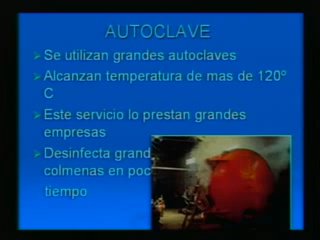 AUTOCLAVE
Se utilizan grandes autoclaves
Alcanzan temperatura de mas de 120º
C
Este servicio lo prestan grandes
empresas
Desinfecta grand
colmenas en poc
tiempo